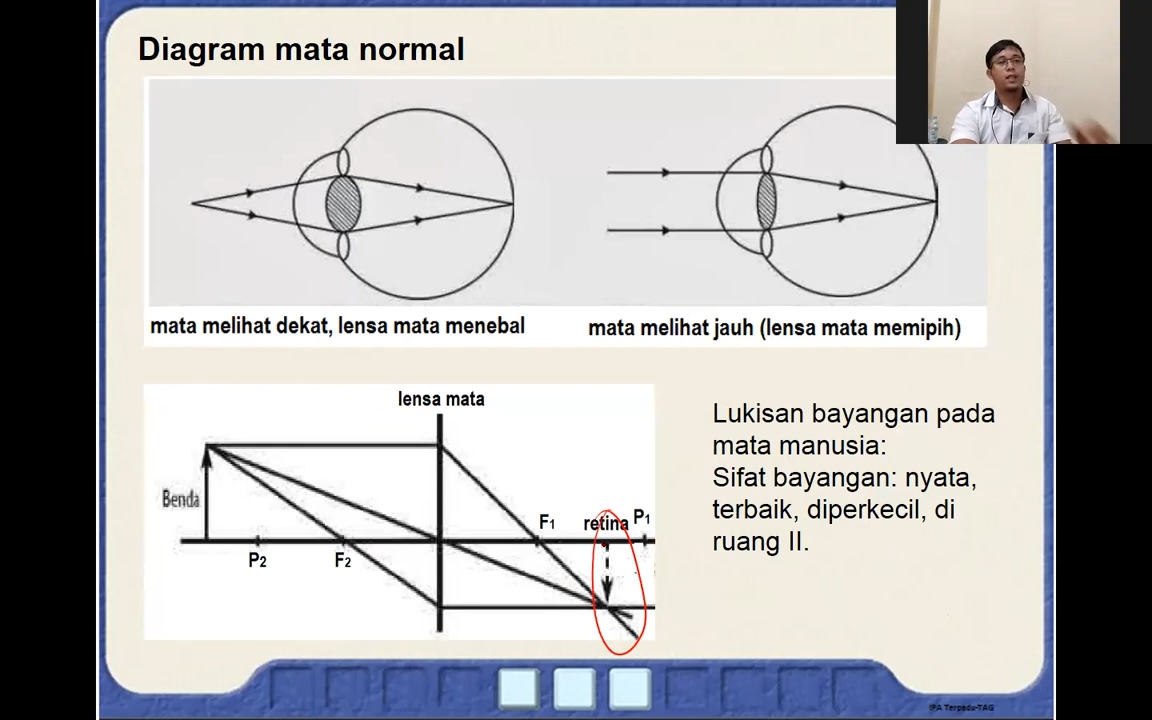 Diagram mata normal
mata melihat dekat, lensa mata menebal
mata melihat jauh (lensa mata memipih)
lensa mata
Benda
P2
F2
F1
retina
P1
Lukisan bayangan pada
mata manusia:
Sifat bayangan: nyata,
terbaik, diperkecil, di
ruang II.
IPA Terpadu-TAG